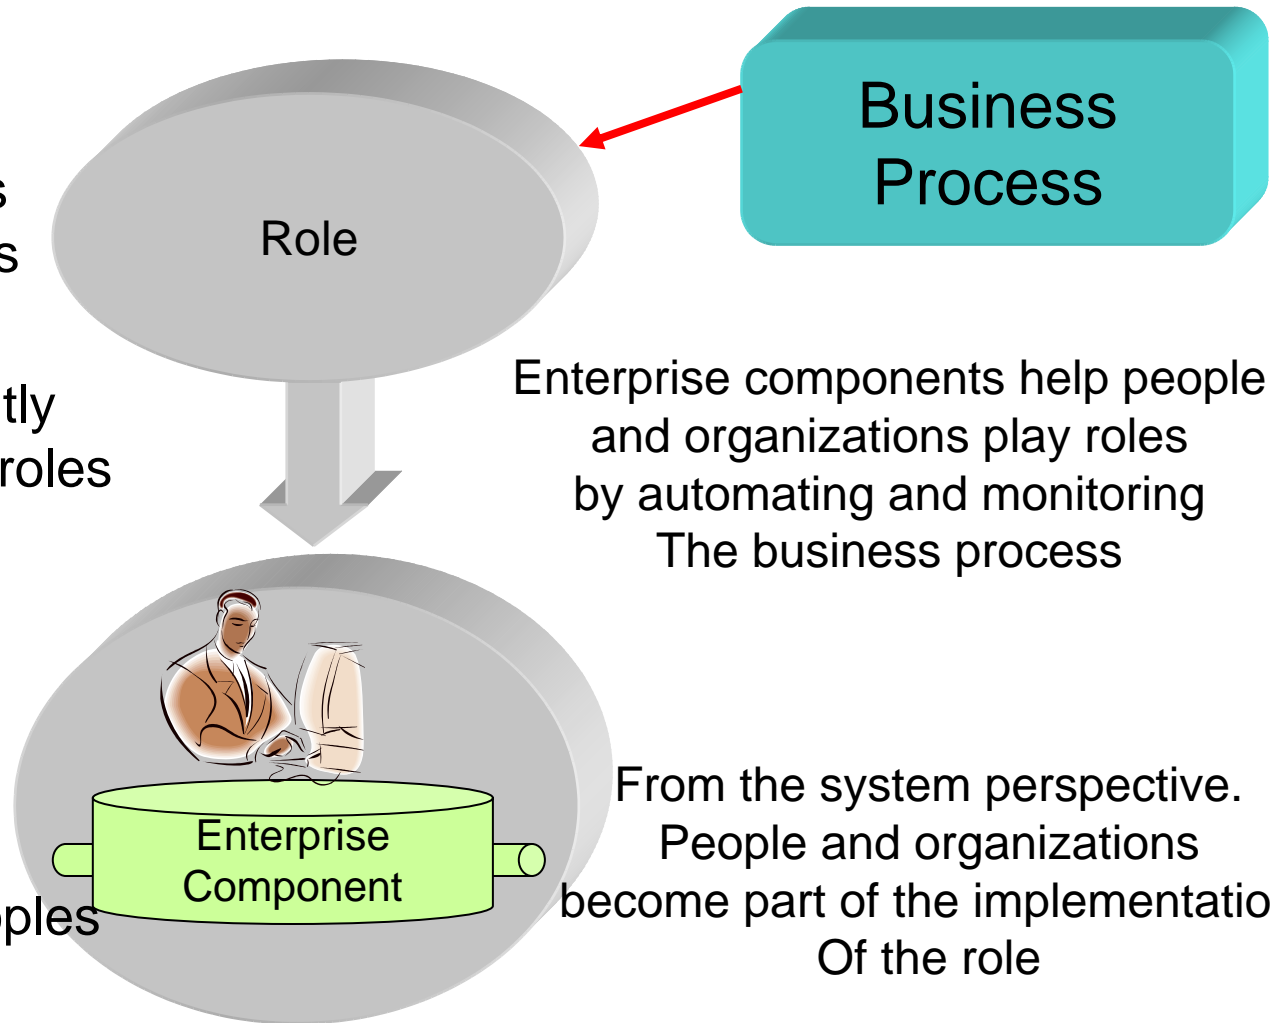 Business
Process
Role
s
s
tly
roles
Enterprise components help people
and organizations play roles
by automating and monitoring
The business process
Enterprise
Component
oples
From the system perspective.
People and organizations
become part of the implementatio
Of the role